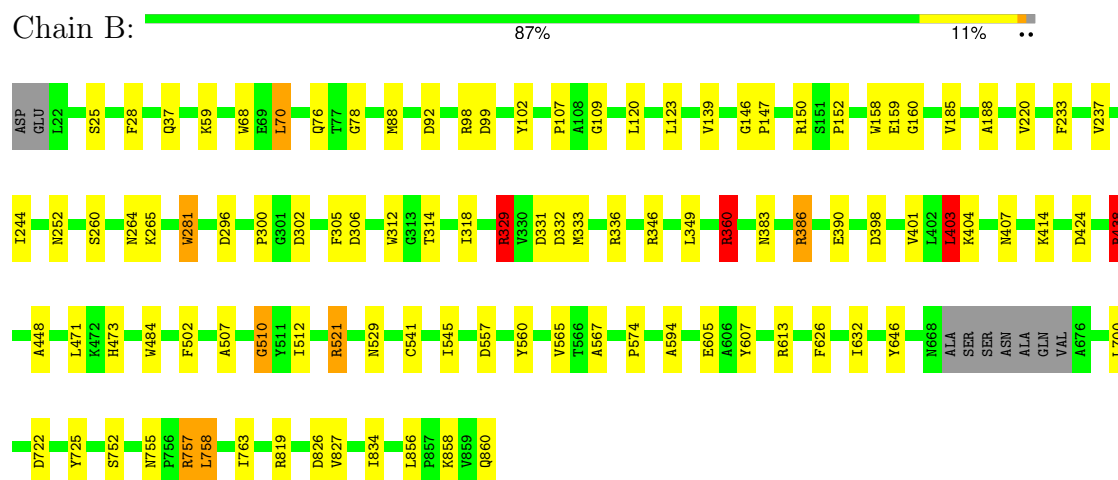 Chain B:
87% 11% ••
ASP GLU L22 S25 F28 Q37 K59 W68 E69 L70 Q76 T77 G78 M88 D92 R98 D99 Y102 P107 A108 G109 L120 L123 V139 G146 P147 R150 S151 P152 W158 E159 G160 V185 A188 V220 F233 V237
I244 N252 S260 N264 K265 W281 D296 P300 G301 D302 F305 D306 W312 G313 T314 I318 R329 V330 D331 D332 M333 R336 R346 L349 R360 N383 R386 E390 D398 V401 L402 L403 K404 N407 K414 D424
A448 L471 K472 H473 W484 F502 A507 G510 Y511 I512 R521 N529 C541 I545 D557 Y560 V565 T566 A567 P574 A594 E605 A606 Y607 R613 F626 I632 Y646 N668 ALA SER SER ASN ALA GLN VAL A676
D722 Y725 S752 N755 P756 R757 L758 I763 R819 D826 V827 I834 L856 P857 K858 V859 Q860